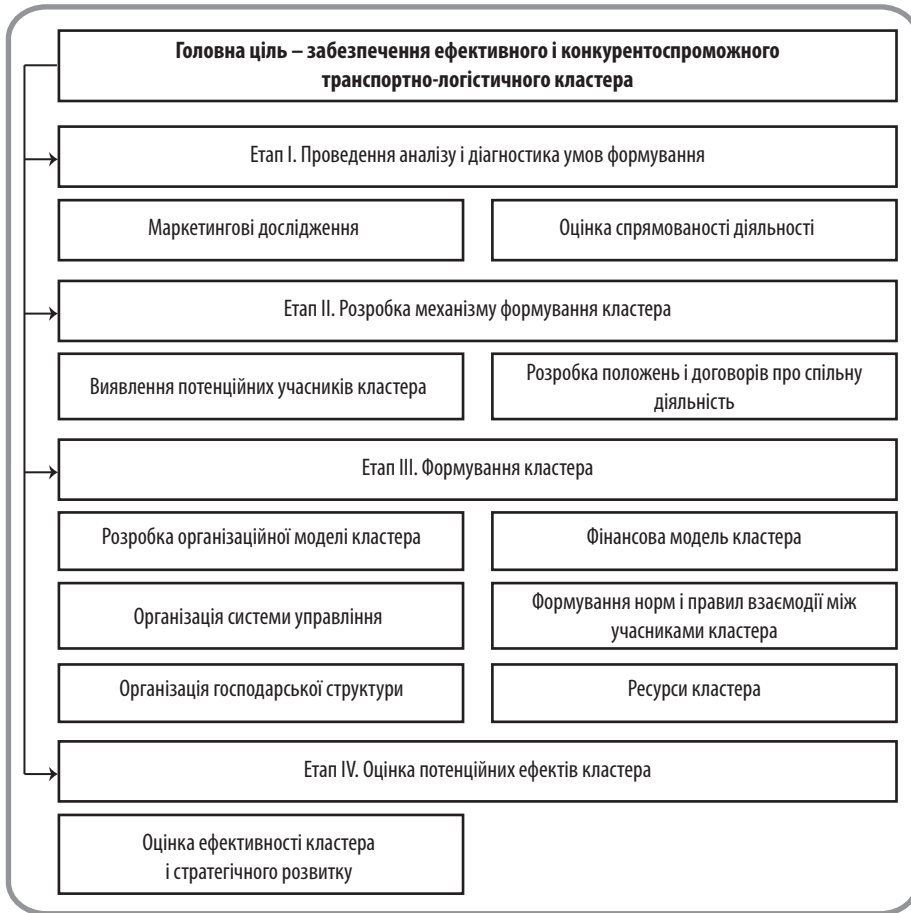 Головна ціль – забезпечення ефективного і конкурентоспроможного
транспортно-логістичного кластера
Етап І. Проведення аналізу і діагностика умов формування
Маркетингові дослідження
Оцінка спрямованості діяльності
Етап ІІ. Розробка механізму формування кластера
Виявлення потенційних учасників кластера
Розробка положень і договорів про спільну
діяльність
Етап ІІІ. Формування кластера
Розробка організаційної моделі кластера
Фінансова модель кластера
Організація системи управління
Формування норм і правил взаємодії між
учасниками кластера
Організація господарської структури
Ресурси кластера
Етап IV. Оцінка потенційних ефектів кластера
Оцінка ефективності кластера
і стратегічного розвитку